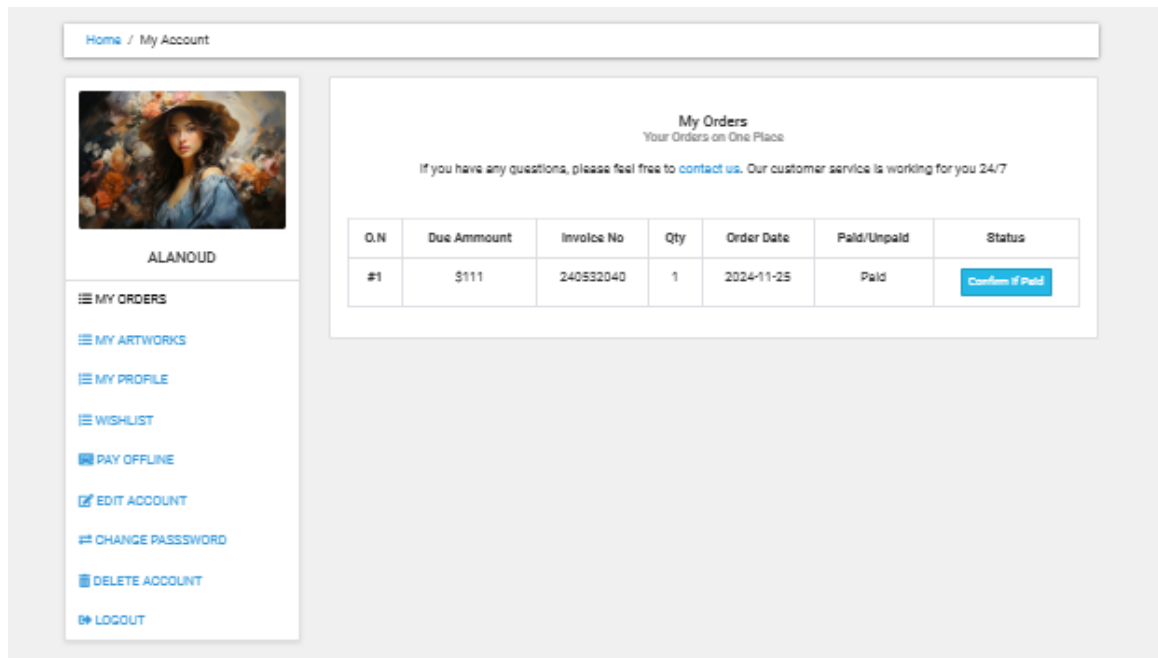 Home / My Account
ALANOUD
MY ORDERS
MY ARTWORKS
MY PROFILE
WISHLIST
PAY OFFLINE
EDIT ACCOUNT
CHANGE PASSSWORD
DELETE ACCOUNT
LOGOUT
My Orders
Your Orders on One Place
If you have any questions, please feel free to contact us. Our customer service is working for you 24/7
O.N Due Ammount Invoice No Qty Order Date Paid/Unpaid Status
#1 $111 240532040 1 2024-11-25 Paid Confirm If Paid